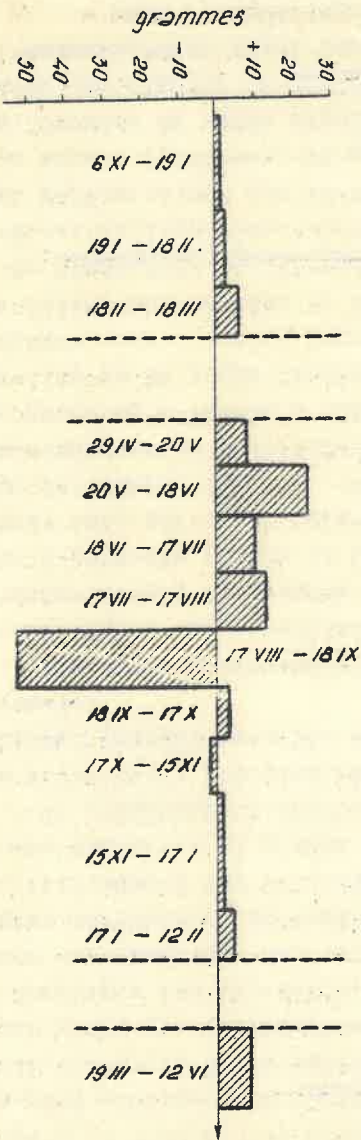 grammes
50 40 30 20 -10 +10 20 30
6 XI - 19 I
19 I - 18 II
18 II - 18 III
29 IV - 20 V
20 V - 18 VI
18 VI - 17 VII
17 VII - 17 VIII
17 VIII - 18 IX
18 IX - 17 X
17 X - 15 XI
15 XI - 17 I
17 I - 12 II
19 III - 12 VI